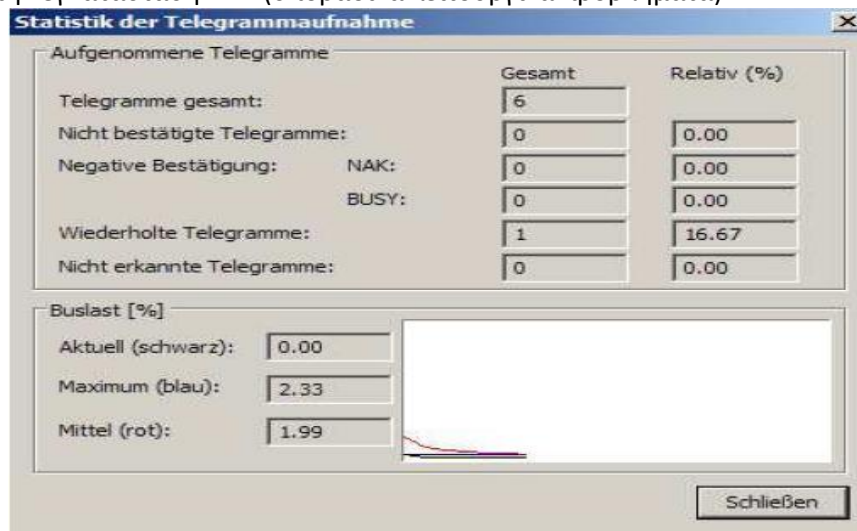 Statistik der Telegrammaufnahme
Aufgenommene Telegramme
Gesamt Relativ (%)
Telegramme gesamt: 6
Nicht bestätigte Telegramme: 0 0.00
Negative Bestätigung: NAK: 0 0.00
BUSY: 0 0.00
Wiederholte Telegramme: 1 16.67
Nicht erkannte Telegramme: 0 0.00
Buslast [%]
Aktuell (schwarz): 0.00
Maximum (blau): 2.33
Mittel (rot): 1.99
Schließen